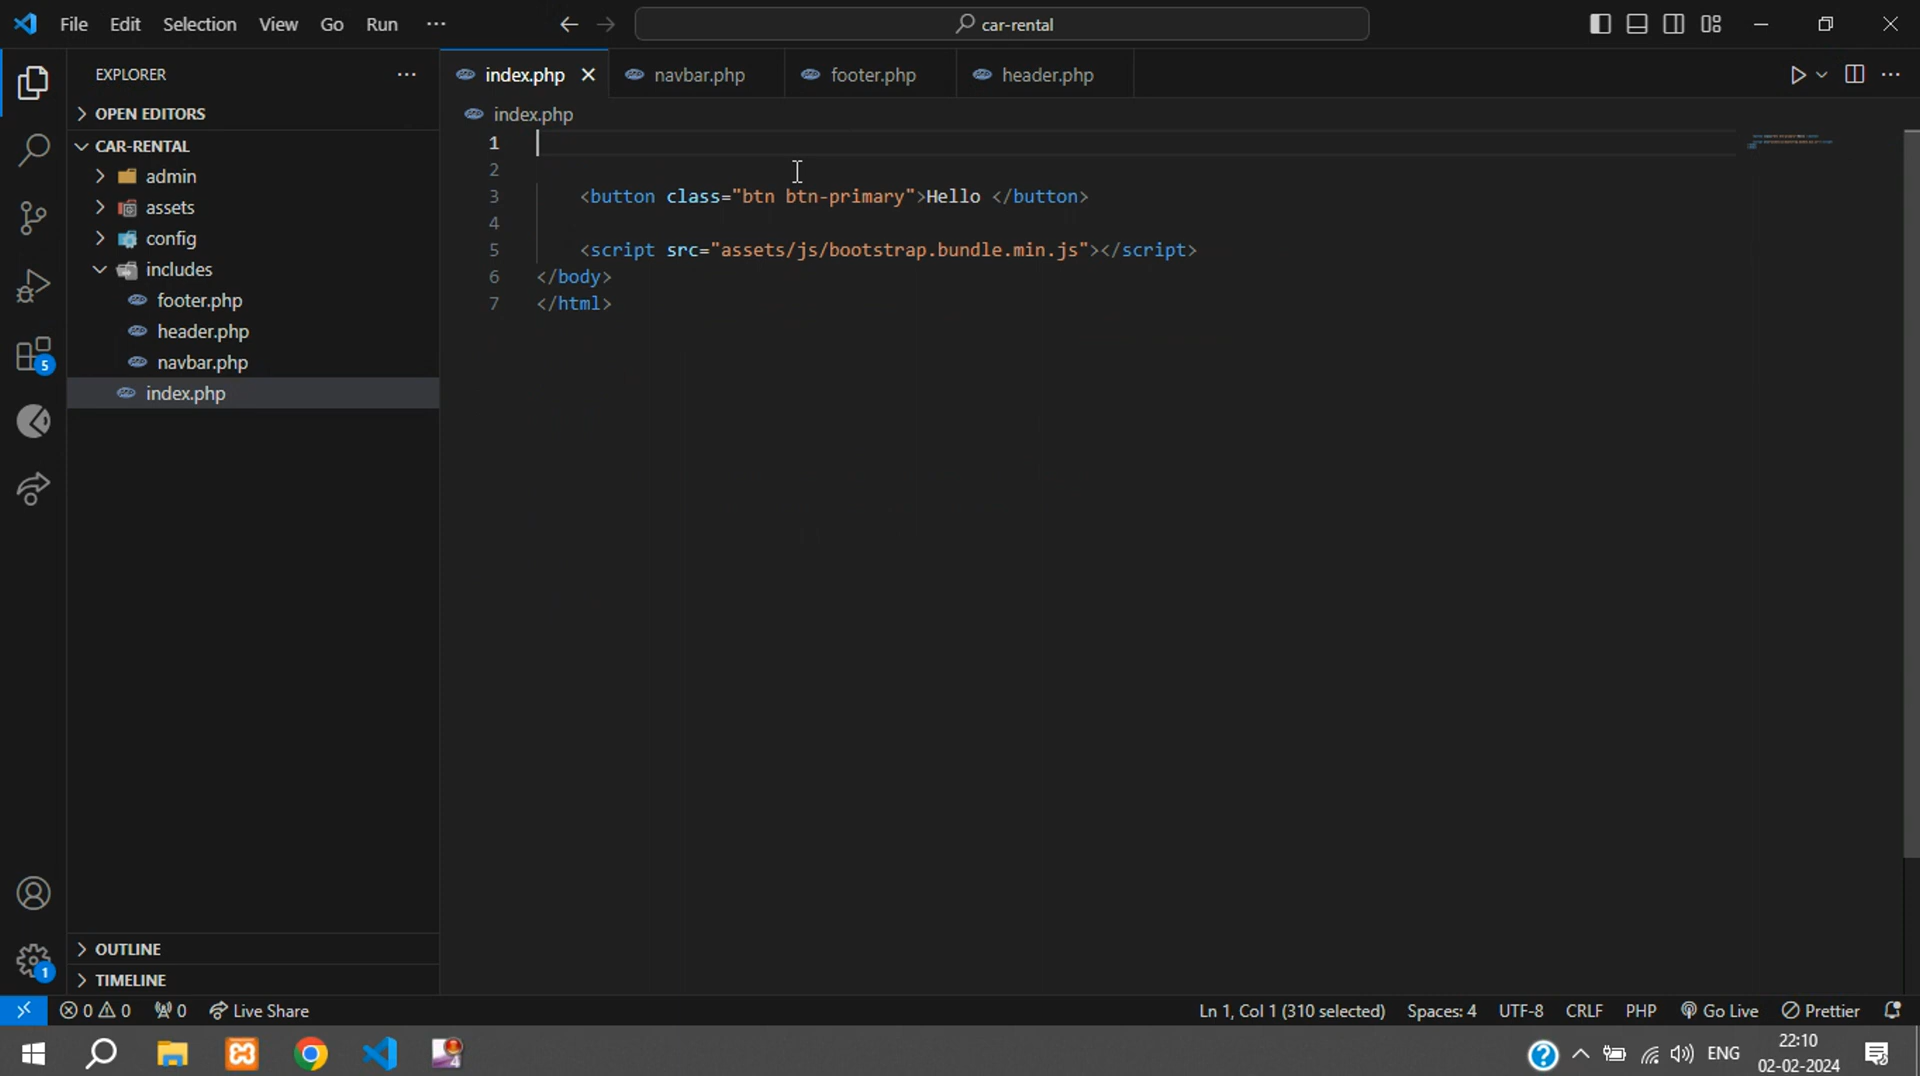 File Edit Selection View Go Run ··· car-rental
EXPLORER ···
OPEN EDITORS
CAR-RENTAL
admin
assets
config
includes
footer.php
header.php
navbar.php
index.php
OUTLINE
TIMELINE
5
1
index.php navbar.php footer.php header.php
index.php
1
2
3 <button class="btn btn-primary">Hello </button>
4
5 <script src="assets/js/bootstrap.bundle.min.js"></script>
6 </body>
7 </html>
0 0 0 Live Share Ln 1, Col 1 (310 selected) Spaces: 4 UTF-8 CRLF PHP Go Live Prettier
4 ? ENG 22:10
02-02-2024